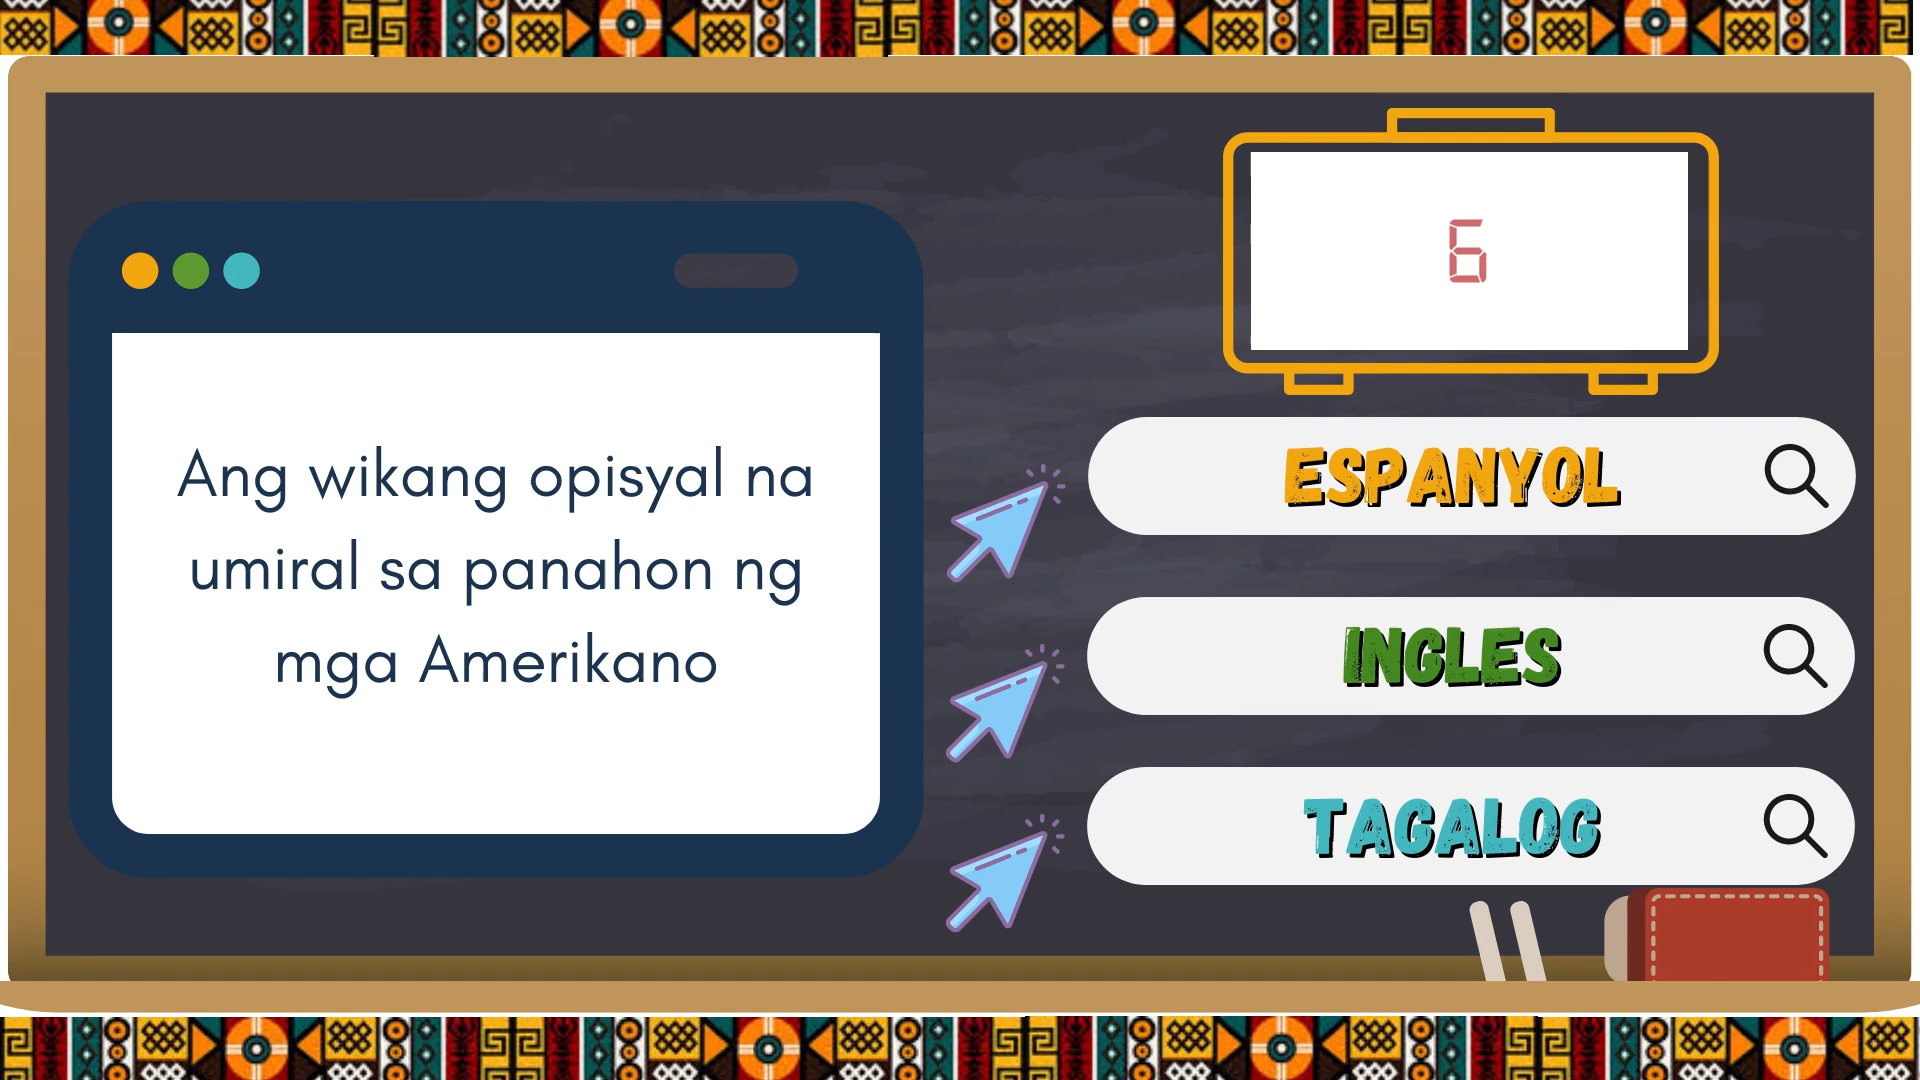 6
Ang wikang opisyal na
umiral sa panahon ng
mga Amerikano
ESPANYOL
INGLES
TAGALOG